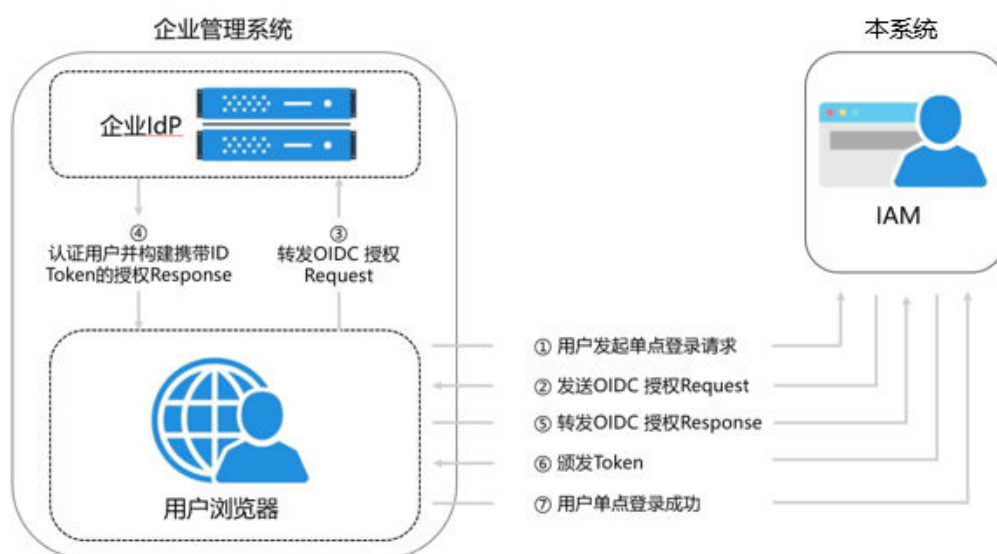 企业管理系统
本系统
企业IdP
IAM
④
认证用户并构建携带ID
Token的授权Response
③
转发OIDC 授权
Request
① 用户发起单点登录请求
② 发送OIDC 授权Request
⑤ 转发OIDC 授权Response
⑥ 颁发Token
⑦ 用户单点登录成功
用户浏览器